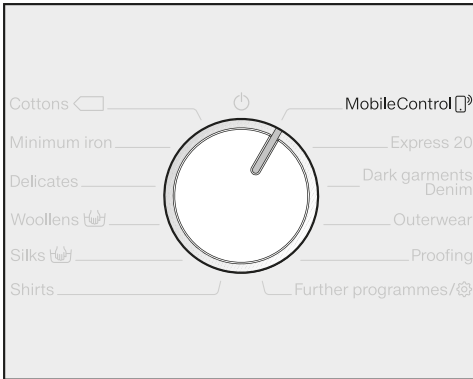 Cottons
MobileControl
Minimum iron
Express 20
Delicates
Dark garments
Denim
Woollens
Outerwear
Silks
Proofing
Shirts
Further programmes/